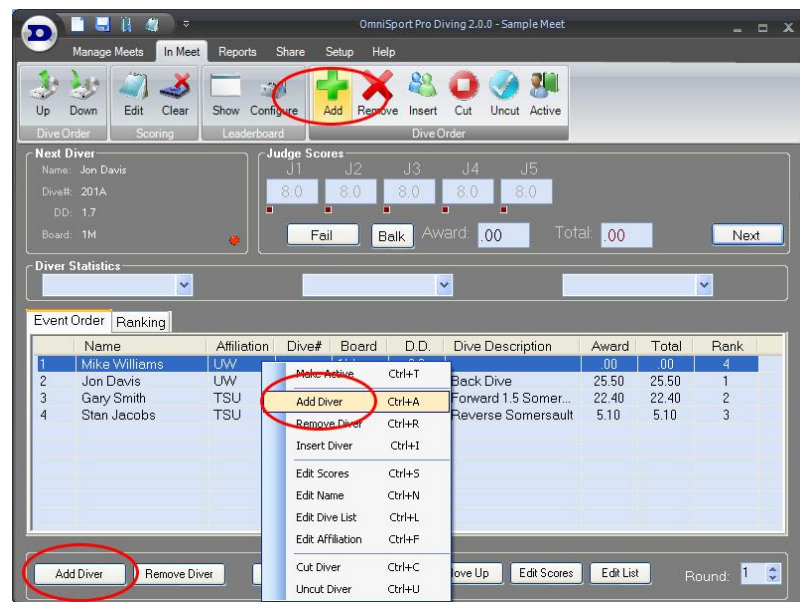 OmniSport Pro Diving 2.0.0 - Sample Meet
Manage Meets In Meet Reports Share Setup Help
Up Down Edit Clear Show Configure Add Remove Insert Cut Uncut Active
Dive Order Scoring Leaderboard Dive Order
Next Diver
Name: Jon Davis
Dive#: 201A
DD: 1.7
Board: 1M
Judge Scores
J1 J2 J3 J4 J5
8.0 8.0 8.0 8.0 8.0
Fail Balk Award: .00 Total: .00 Next
Diver Statistics
Event Order Ranking
Name Affiliation Dive# Board D.D. Dive Description Award Total Rank
1 Mike Williams UW .00 .00 4
2 Jon Davis UW Back Dive 25.50 25.50 1
3 Gary Smith TSU Forward 1.5 Somer... 22.40 22.40 2
4 Stan Jacobs TSU Reverse Somersault 5.10 5.10 3
Make Active Ctrl+T
Add Diver Ctrl+A
Remove Diver Ctrl+R
Insert Diver Ctrl+I
Edit Scores Ctrl+S
Edit Name Ctrl+N
Edit Dive List Ctrl+L
Edit Affiliation Ctrl+F
Cut Diver Ctrl+C
Uncut Diver Ctrl+U
Add Diver Remove Diver Up Edit Scores Edit List Round: 1